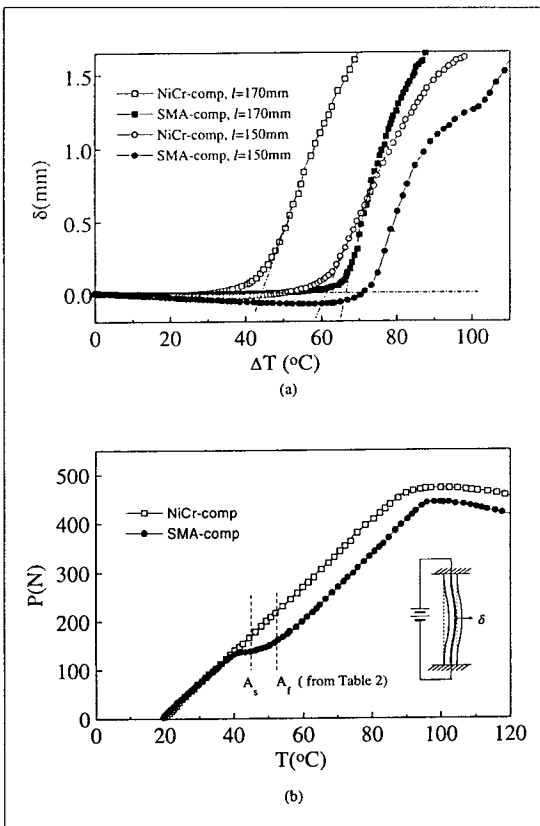 1.5
1.0
0.5
0.0
δ(mm)
NiCr-comp, l=170mm
SMA-comp, l=170mm
NiCr-comp, l=150mm
SMA-comp, l=150mm
0 20 40 60 80 100
ΔT (°C)
(a)
500
400
300
200
100
0
P(N)
NiCr-comp
SMA-comp
δ
A_s A_f ( from Table 2)
0 20 40 60 80 100 120
T(°C)
(b)